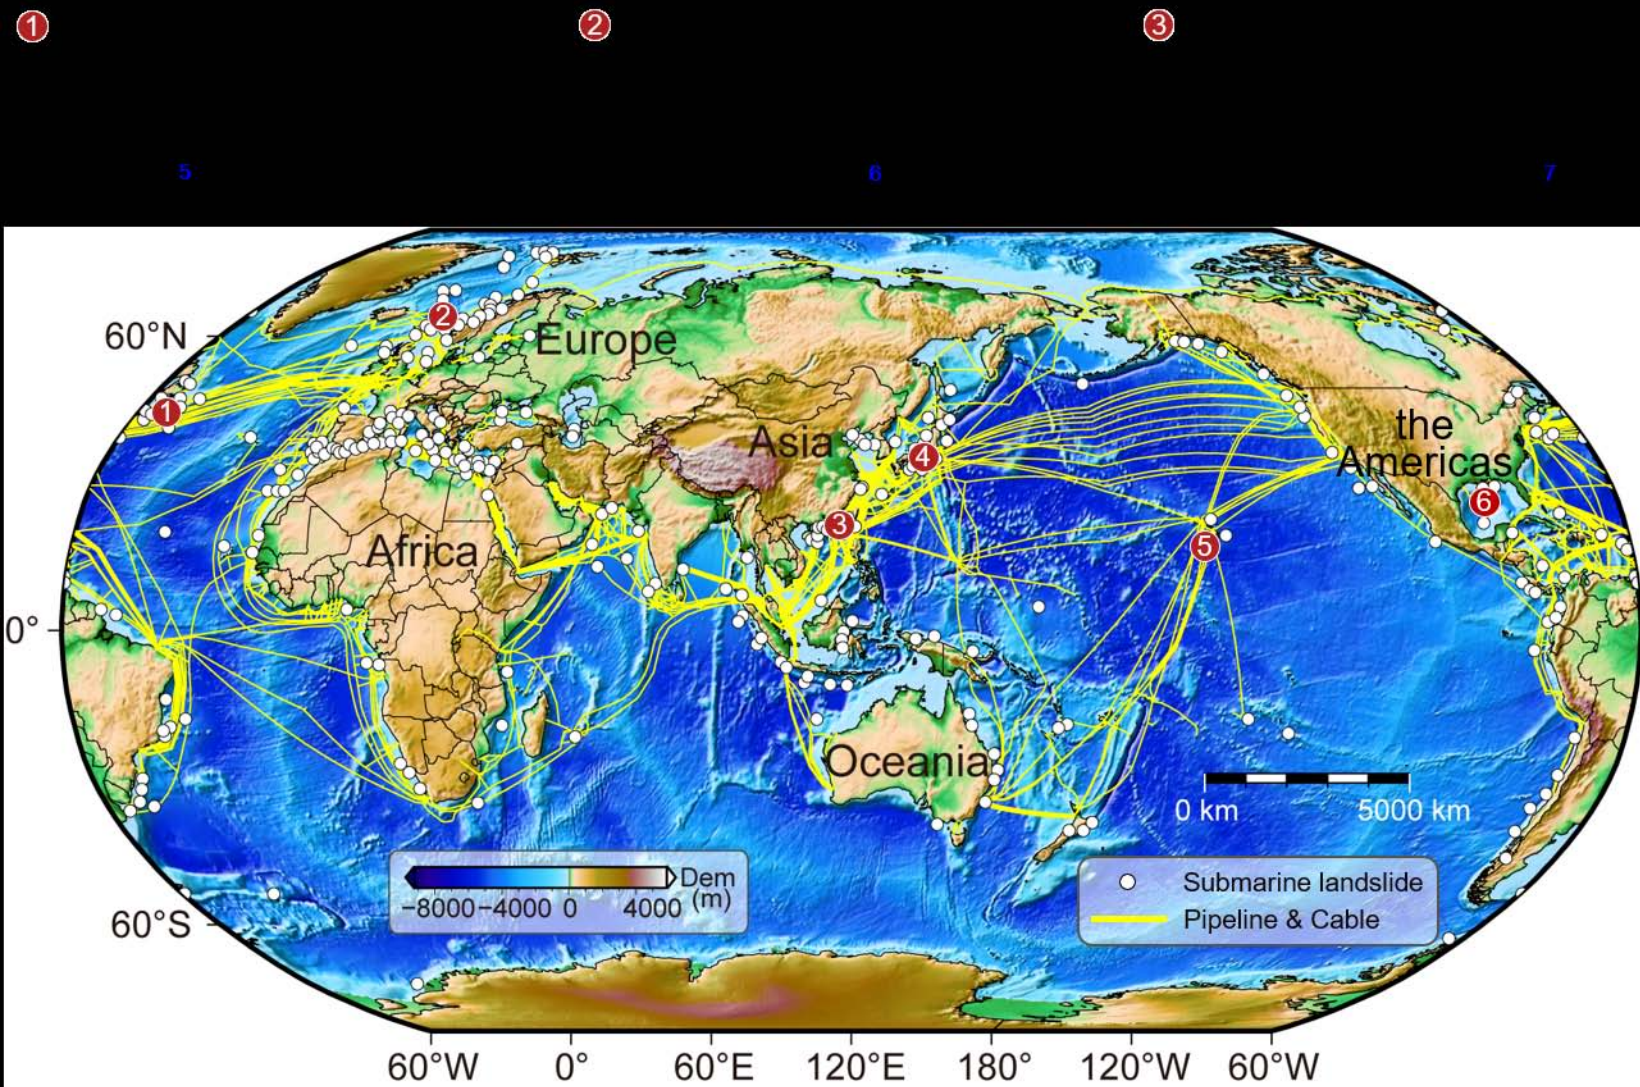 1 2 3
5 6 7
60°N
2
Europe
1
the
Americas
Asia
4
6
3
Africa
5
0°
Oceania
0 km 5000 km
Dem
(m)
−8000 −4000 0 4000
Submarine landslide
Pipeline & Cable
60°S
60°W 0° 60°E 120°E 180° 120°W 60°W